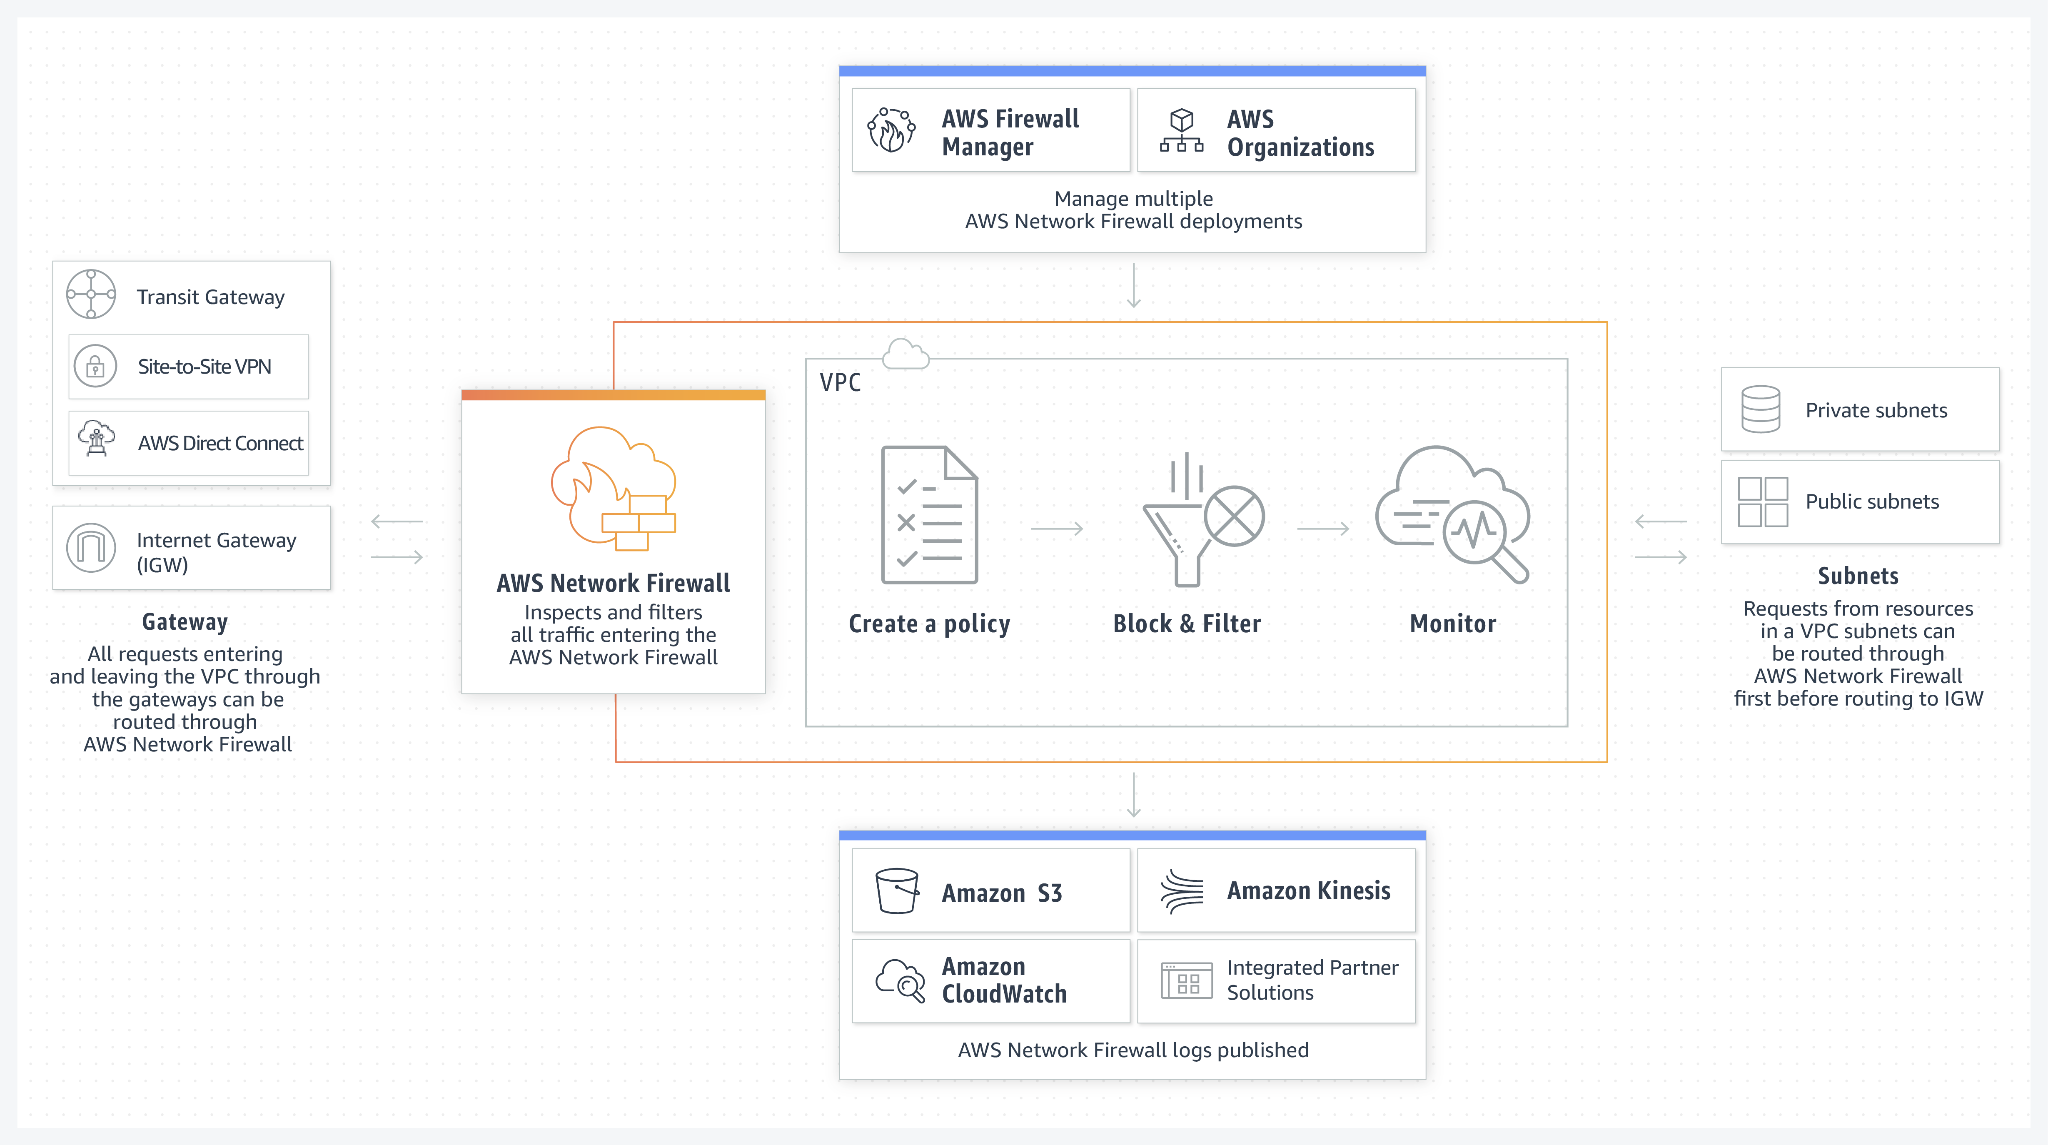 AWS Firewall
Manager
AWS
Organizations
Manage multiple
AWS Network Firewall deployments
Transit Gateway
Site-to-Site VPN
AWS Direct Connect
Internet Gateway
(IGW)
Gateway
All requests entering
and leaving the VPC through
the gateways can be
routed through
AWS Network Firewall
AWS Network Firewall
Inspects and filters
all traffic entering the
AWS Network Firewall
VPC
Create a policy
Block & Filter
Monitor
Private subnets
Public subnets
Subnets
Requests from resources
in a VPC subnets can
be routed through
AWS Network Firewall
first before routing to IGW
Amazon S3
Amazon Kinesis
Amazon
CloudWatch
Integrated Partner
Solutions
AWS Network Firewall logs published